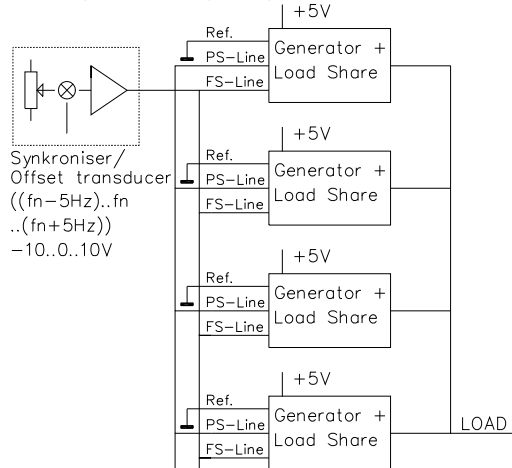 +5V
Ref.
PS-Line
FS-Line
Generator +
Load Share
Synkroniser/
Offset transducer
((fn-5Hz)..fn
..(fn+5Hz))
-10..0..10V
+5V
Ref.
PS-Line
FS-Line
Generator +
Load Share
+5V
Ref.
PS-Line
FS-Line
Generator +
Load Share
+5V
Ref.
PS-Line
FS-Line
Generator +
Load Share
LOAD